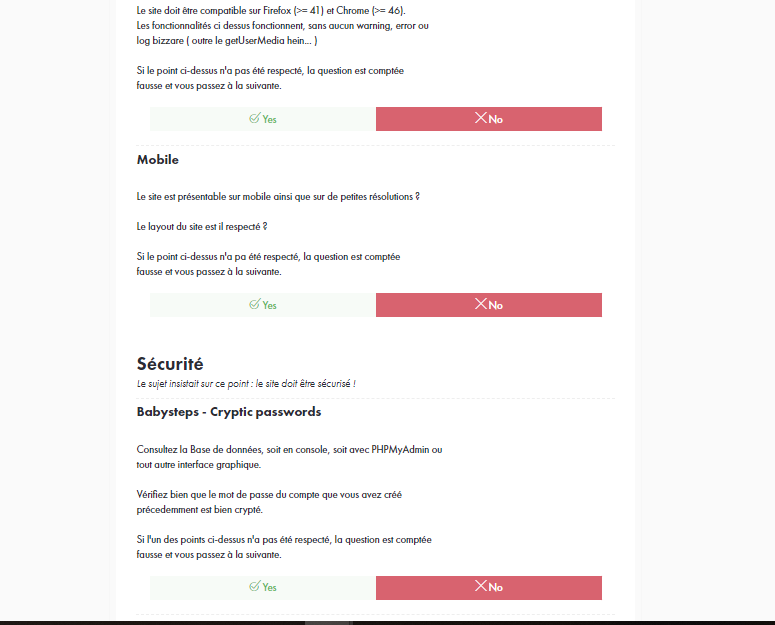 Le site doit être compatible sur Firefox (>= 41) et Chrome (>= 46).
Les fonctionnalités ci dessus fonctionnent, sans aucun warning, error ou
log bizzare ( outre le getUserMedia hein... )
Si le point ci-dessus n'a pas été respecté, la question est comptée
fausse et vous passez à la suivante.
Yes
No
Mobile
Le site est présentable sur mobile ainsi que sur de petites résolutions ?
Le layout du site est il respecté ?
Si le point ci-dessus n'a pa été respecté, la question est comptée
fausse et vous passez à la suivante.
Yes
No
Sécurité
Le sujet insistait sur ce point : le site doit être sécurisé !
Babysteps - Cryptic passwords
Consultez la Base de données, soit en console, soit avec PHPMyAdmin ou
tout autre interface graphique.
Vérifiez bien que le mot de passe du compte que vous avez créé
précedemment est bien crypté.
Si l'un des points ci-dessus n'a pas été respecté, la question est comptée
fausse et vous passez à la suivante.
Yes
No